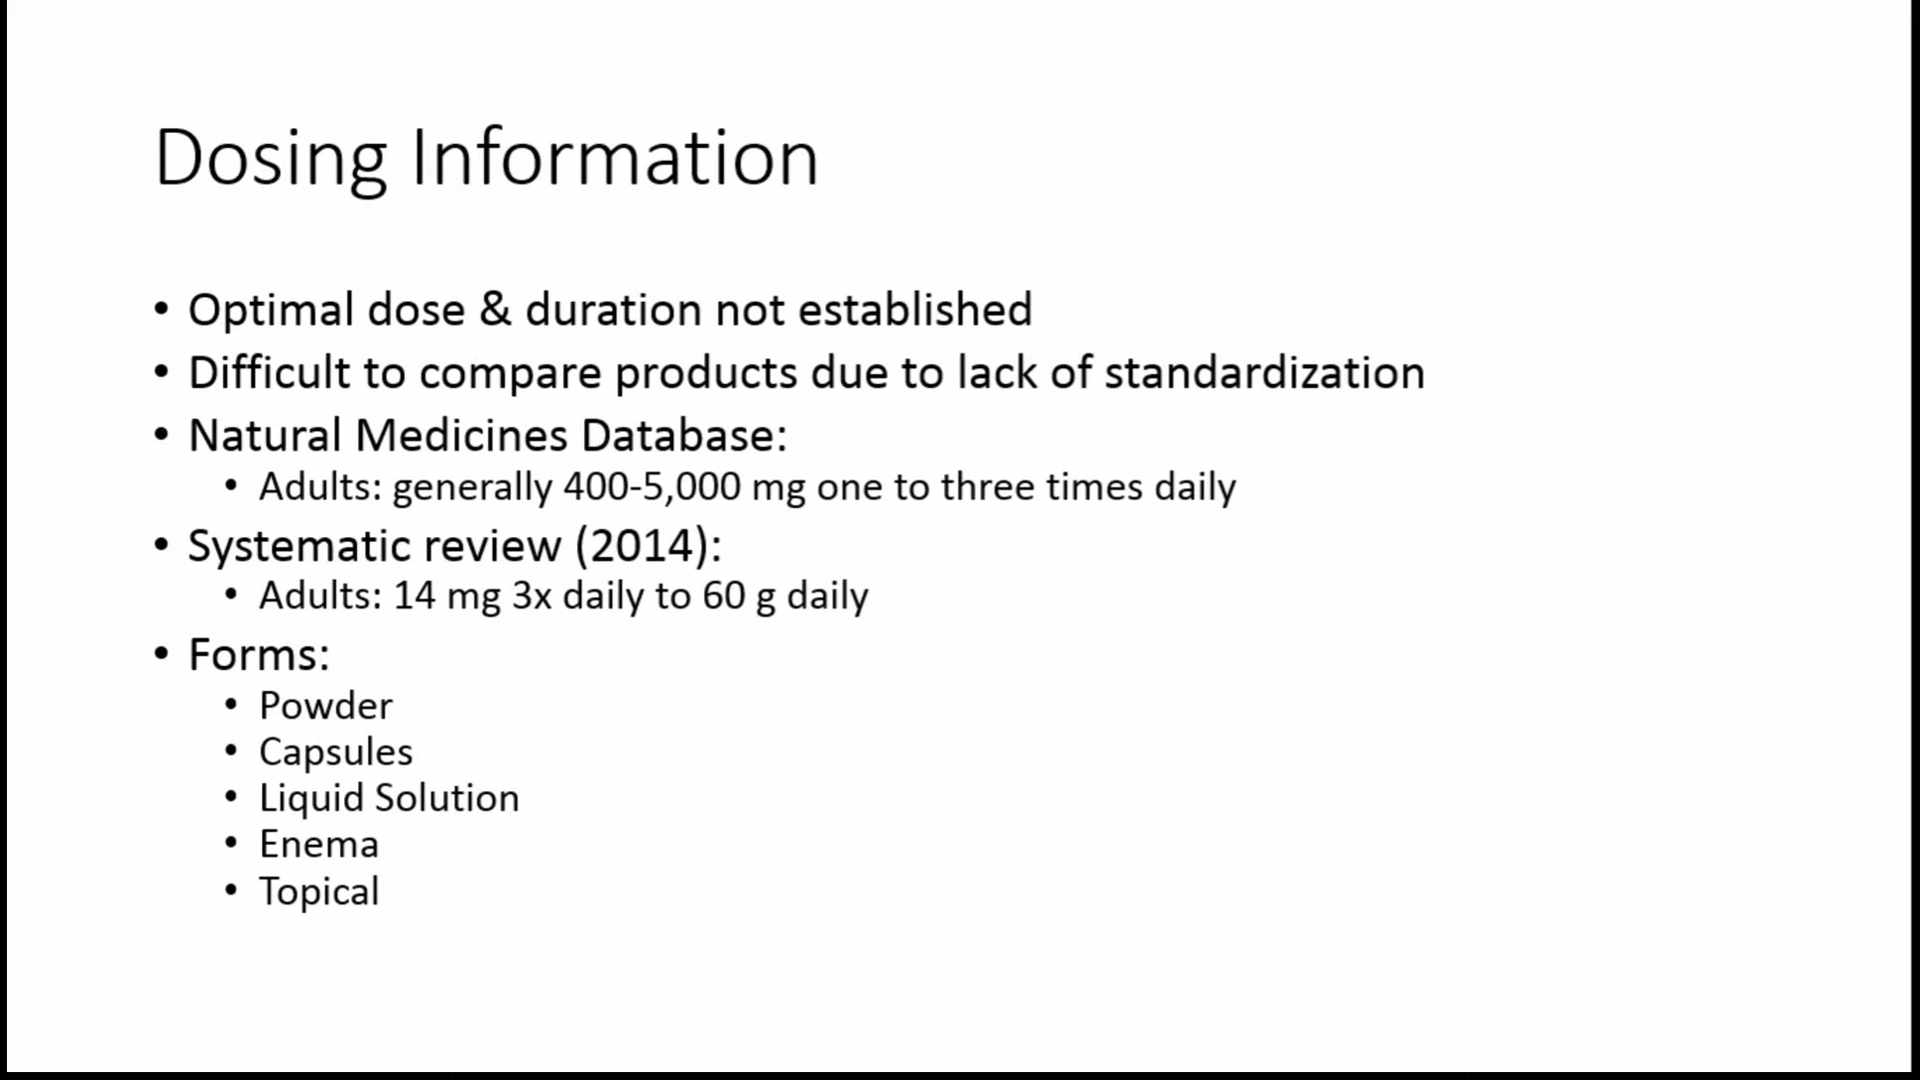 Dosing Information
• Optimal dose & duration not established
• Difficult to compare products due to lack of standardization
• Natural Medicines Database:
• Adults: generally 400-5,000 mg one to three times daily
• Systematic review (2014):
• Adults: 14 mg 3x daily to 60 g daily
• Forms:
• Powder
• Capsules
• Liquid Solution
• Enema
• Topical